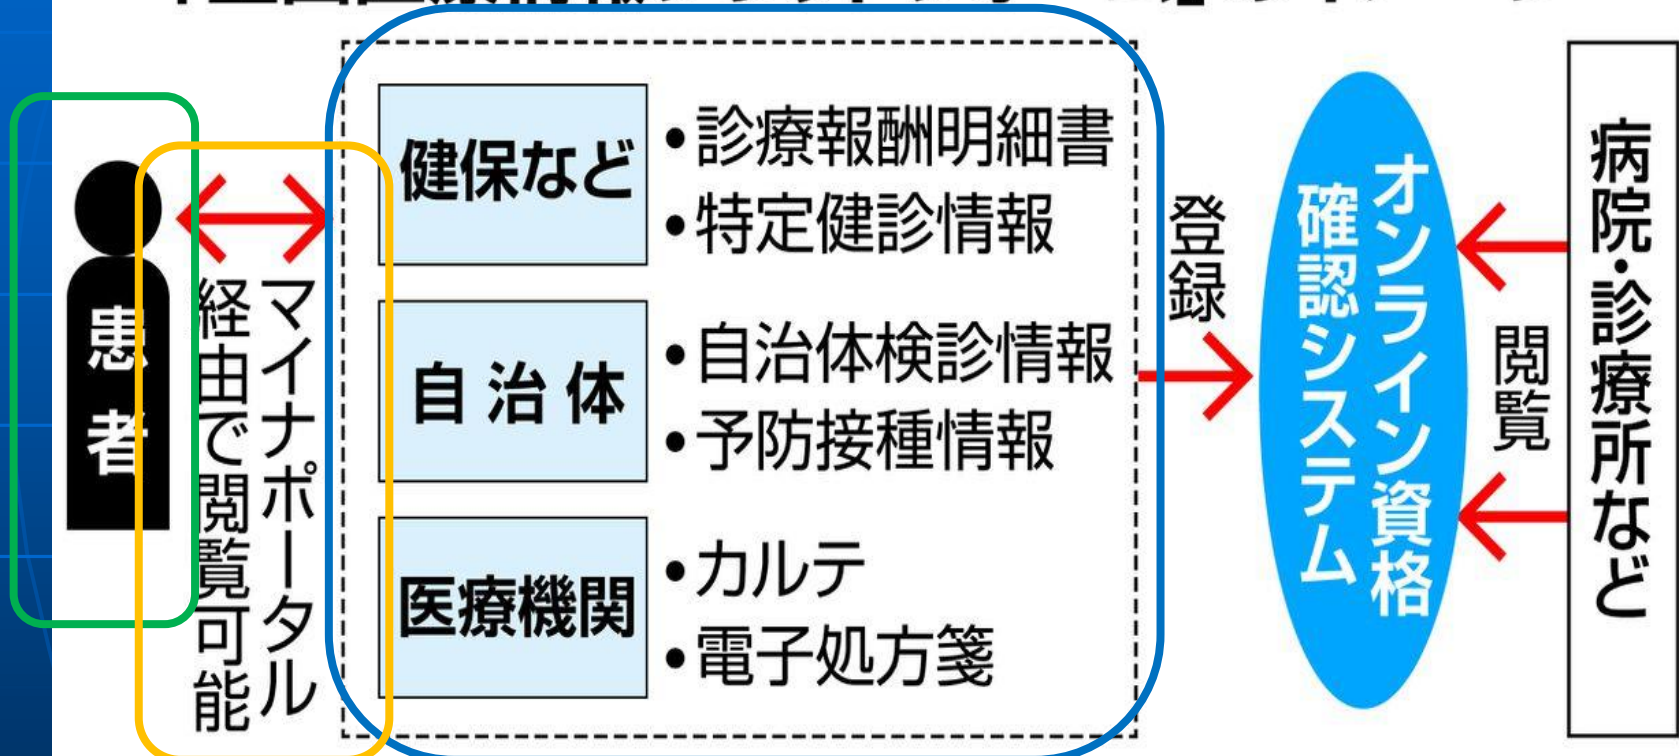 患者
マイナポータル
経由で閲覧可能
健保など
・診療報酬明細書
・特定健診情報
自治体
・自治体検診情報
・予防接種情報
医療機関
・カルテ
・電子処方箋
登録
オンライン資格
確認システム
閲覧
病院・診療所など